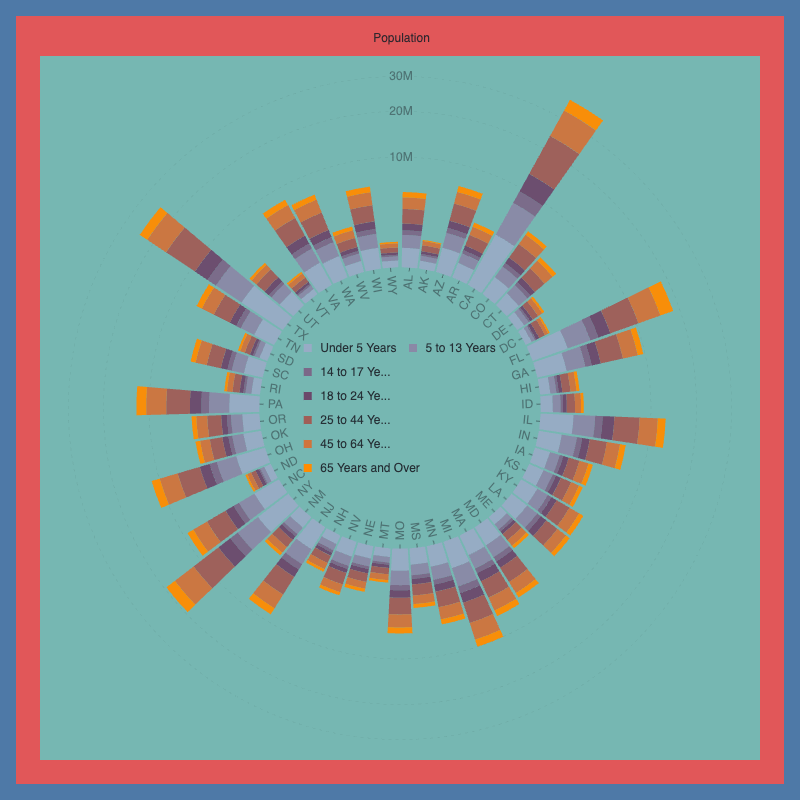 Population
30M
20M
10M
AL
AK
AZ
AR
CA
CO
CT
DE
DC
FL
GA
HI
ID
IL
IN
IA
KS
KY
LA
ME
MD
MA
MI
MN
MS
MO
MT
NE
NV
NH
NJ
NM
NY
NC
ND
OH
OK
OR
PA
RI
SC
SD
TN
TX
UT
VT
VA
WA
WV
WI
WY
Under 5 Years 5 to 13 Years
14 to 17 Ye...
18 to 24 Ye...
25 to 44 Ye...
45 to 64 Ye...
65 Years and Over